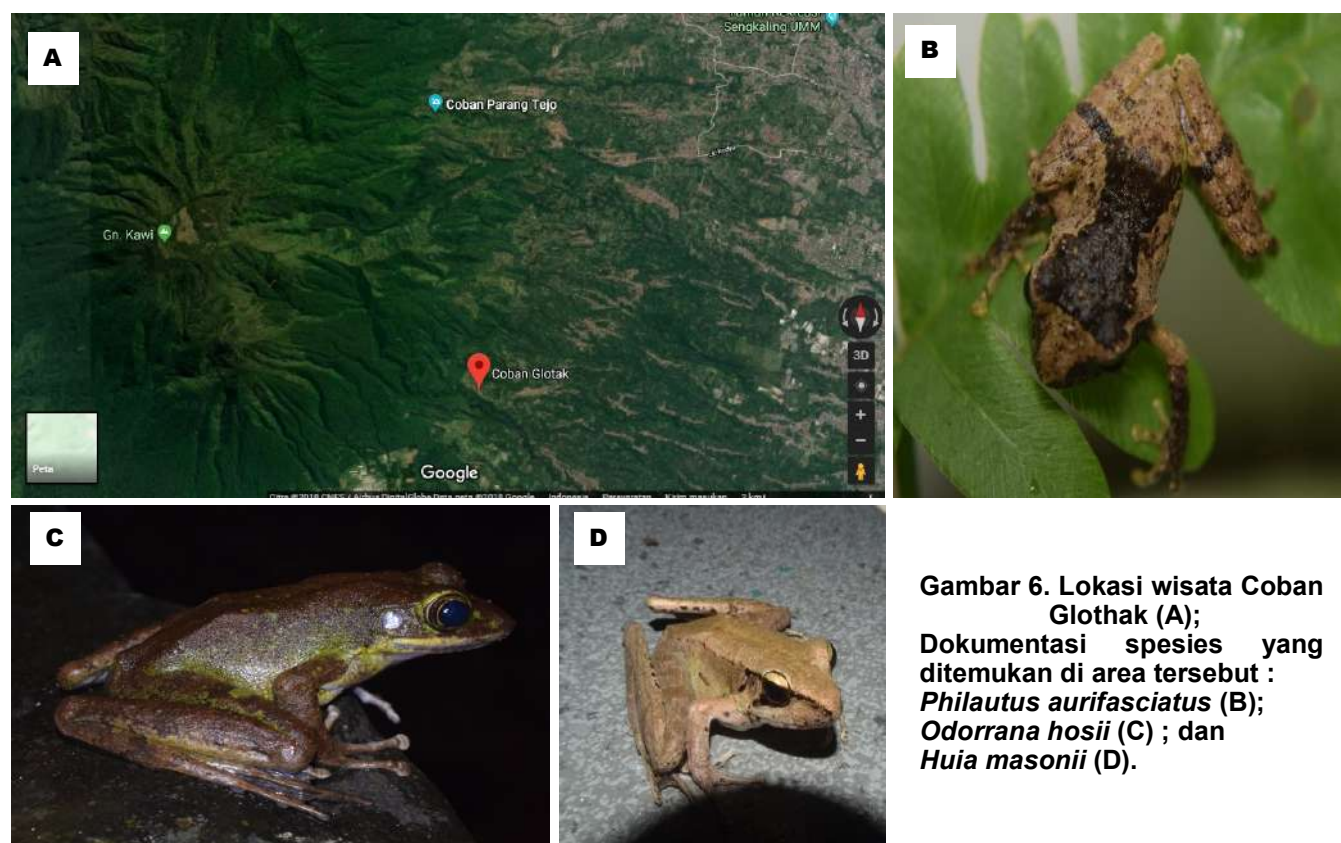 A
Sengkaling UMM
Coban Parang Tejo
Gn. Kawi
Coban Glotak
3D
Peta
Google
B
C
D
Gambar 6. Lokasi wisata Coban
Glothak (A);
Dokumentasi spesies yang
ditemukan di area tersebut :
Philautus aurifasciatus (B);
Odorrana hosii (C) ; dan
Huia masonii (D).